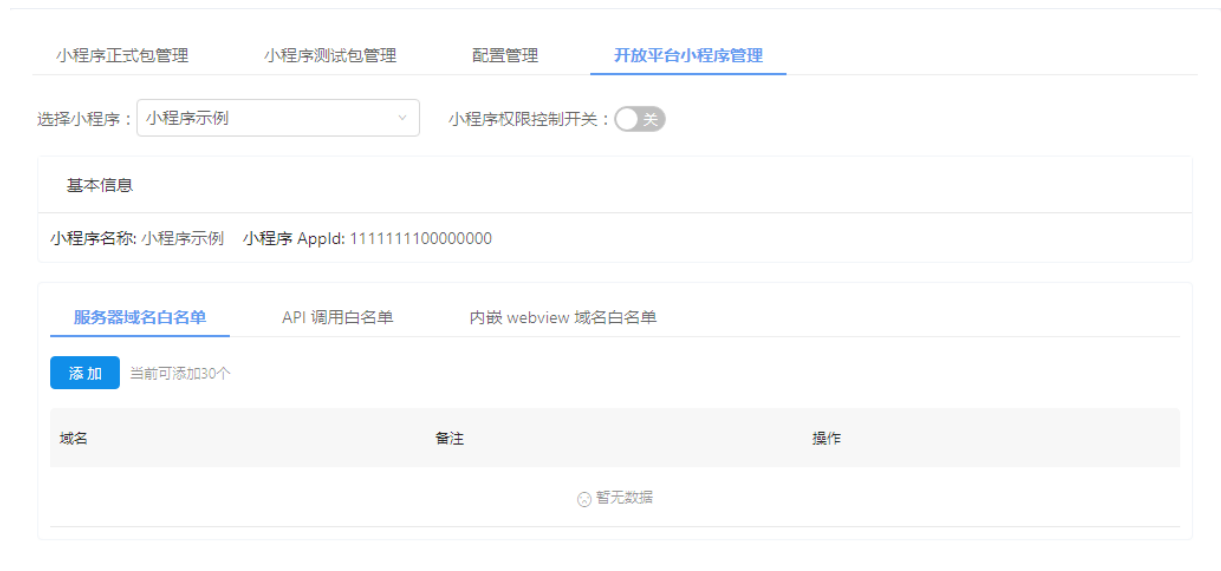 小程序正式包管理 小程序测试包管理 配置管理 开放平台小程序管理
选择小程序： 小程序示例 小程序权限控制开关： 关
基本信息
小程序名称: 小程序示例 小程序 AppId: 1111111100000000
服务器域名白名单 API 调用白名单 内嵌 webview 域名白名单
添 加 当前可添加30个
域名 备注 操作
暂无数据